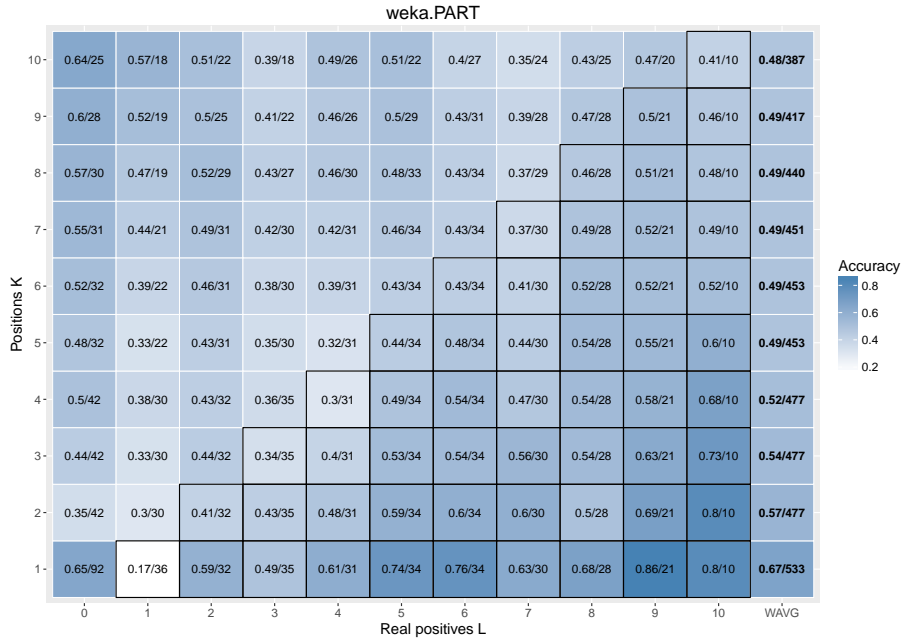 weka.PART
10 0.64/25 0.57/18 0.51/22 0.39/18 0.49/26 0.51/22 0.4/27 0.35/24 0.43/25 0.47/20 0.41/10 0.48/387
9 0.6/28 0.52/19 0.5/25 0.41/22 0.46/26 0.5/29 0.43/31 0.39/28 0.47/28 0.5/21 0.46/10 0.49/417
8 0.57/30 0.47/19 0.52/29 0.43/27 0.46/30 0.48/33 0.43/34 0.37/29 0.46/28 0.51/21 0.48/10 0.49/440
7 0.55/31 0.44/21 0.49/31 0.42/30 0.42/31 0.46/34 0.43/34 0.37/30 0.49/28 0.52/21 0.49/10 0.49/451
6 0.52/32 0.39/22 0.46/31 0.38/30 0.39/31 0.43/34 0.43/34 0.41/30 0.52/28 0.52/21 0.52/10 0.49/453
5 0.48/32 0.33/22 0.43/31 0.35/30 0.32/31 0.44/34 0.48/34 0.44/30 0.54/28 0.55/21 0.6/10 0.49/453
4 0.5/42 0.38/30 0.43/32 0.36/35 0.3/31 0.49/34 0.54/34 0.47/30 0.54/28 0.58/21 0.68/10 0.52/477
3 0.44/42 0.33/30 0.44/32 0.34/35 0.4/31 0.53/34 0.54/34 0.56/30 0.54/28 0.63/21 0.73/10 0.54/477
2 0.35/42 0.3/30 0.41/32 0.43/35 0.48/31 0.59/34 0.6/34 0.6/30 0.5/28 0.69/21 0.8/10 0.57/477
1 0.65/92 0.17/36 0.59/32 0.49/35 0.61/31 0.74/34 0.76/34 0.63/30 0.68/28 0.86/21 0.8/10 0.67/533
0 1 2 3 4 5 6 7 8 9 10 WAVG
Real positives L
Positions K
Accuracy
0.8
0.6
0.4
0.2